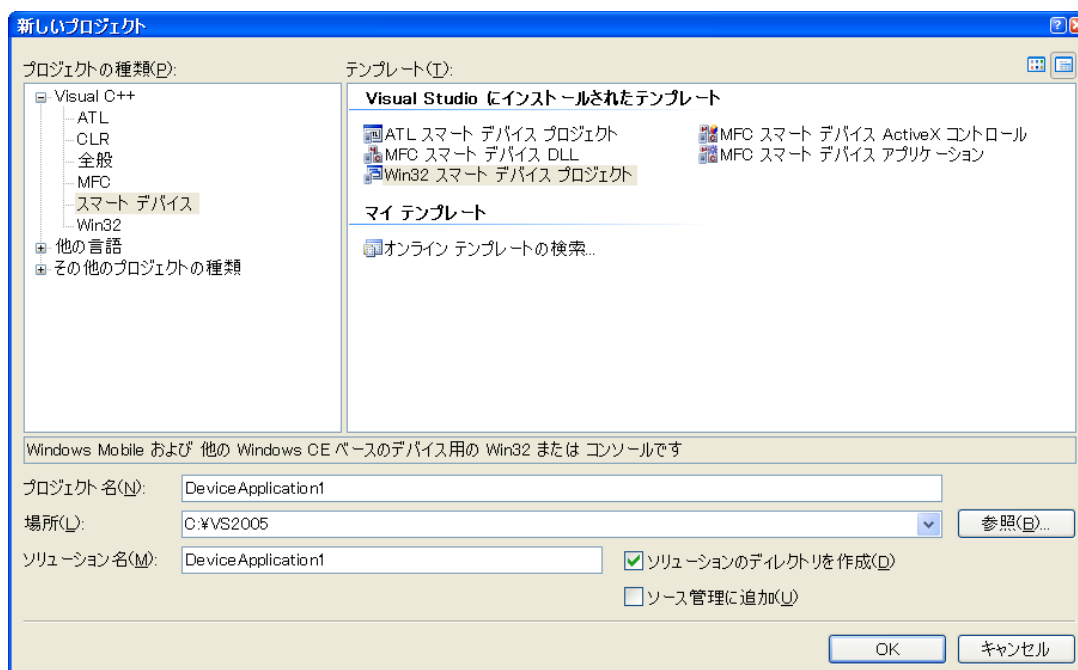 新しいプロジェクト
プロジェクトの種類(P):
テンプレート(T):
Visual C++
ATL
CLR
全般
MFC
スマート デバイス
Win32
他の言語
その他のプロジェクトの種類
Visual Studio にインストールされたテンプレート
ATL スマート デバイス プロジェクト
MFC スマート デバイス ActiveX コントロール
MFC スマート デバイス DLL
MFC スマート デバイス アプリケーション
Win32 スマート デバイス プロジェクト
マイ テンプレート
オンライン テンプレートの検索...
Windows Mobile および 他の Windows CE ベースのデバイス用の Win32 または コンソールです
プロジェクト名(N):
DeviceApplication1
場所(L):
C:¥VS2005
参照(B)...
ソリューション名(M):
DeviceApplication1
ソリューションのディレクトリを作成(D)
ソース管理に追加(U)
OK
キャンセル